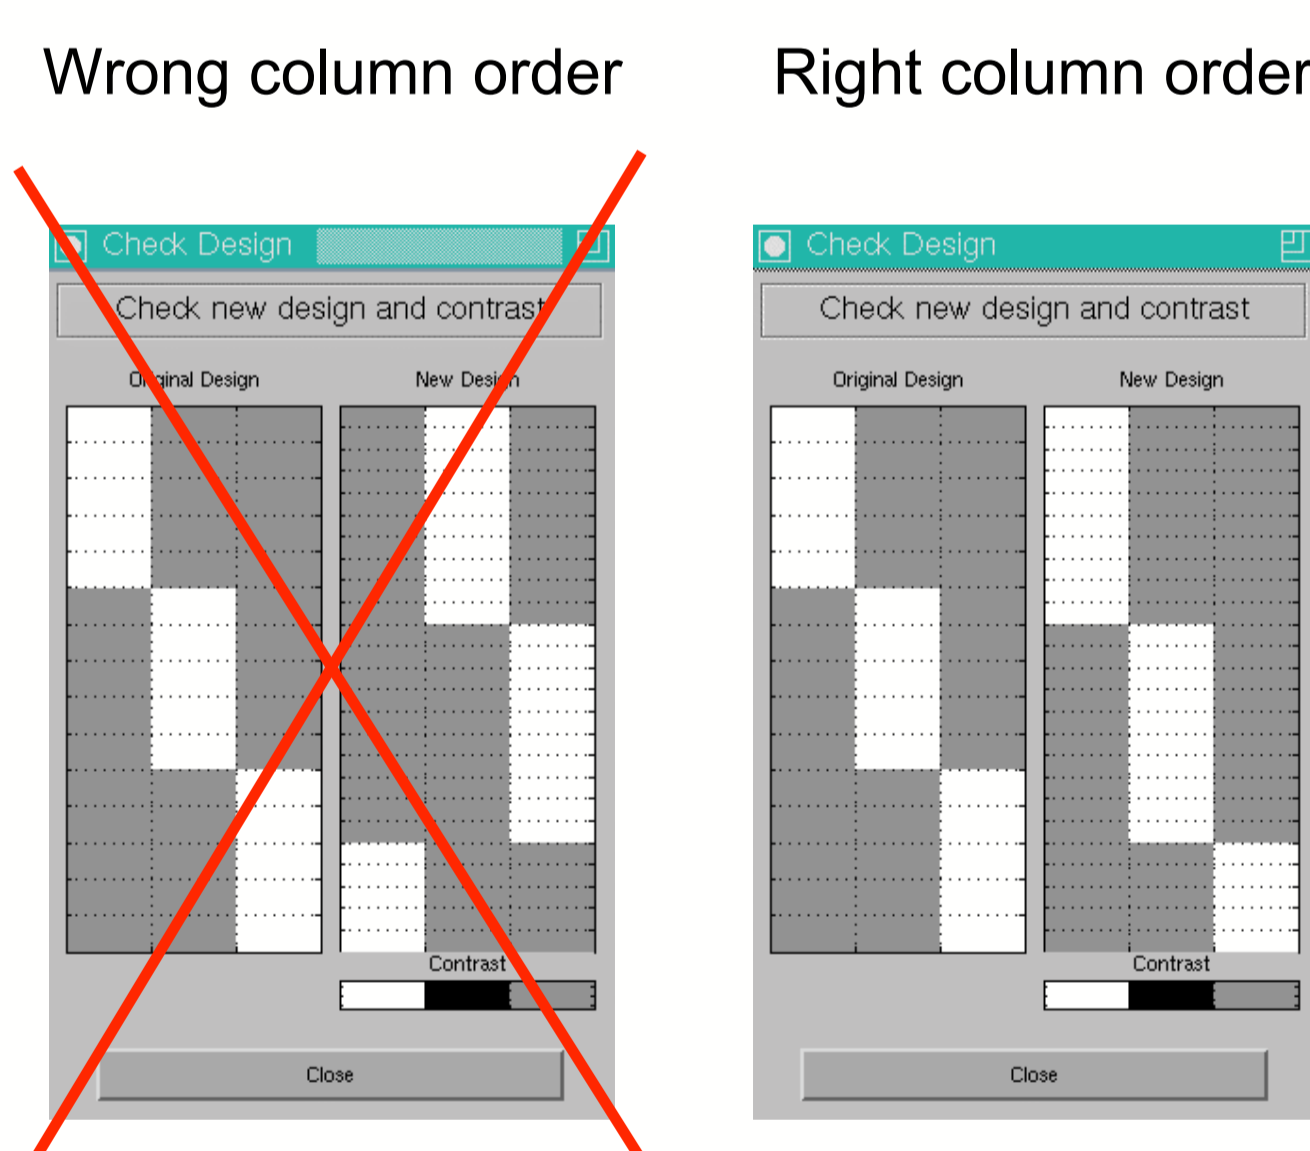 Wrong column order
Right column order
Check Design
Check new design and contrast
Original Design
New Design
Contrast
Close
Check Design
Check new design and contrast
Original Design
New Design
Contrast
Close